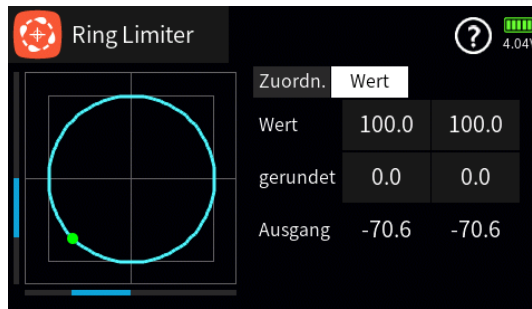 Ring Limiter
?
4.04V
Zuordn. Wert
Wert 100.0 100.0
gerundet 0.0 0.0
Ausgang -70.6 -70.6